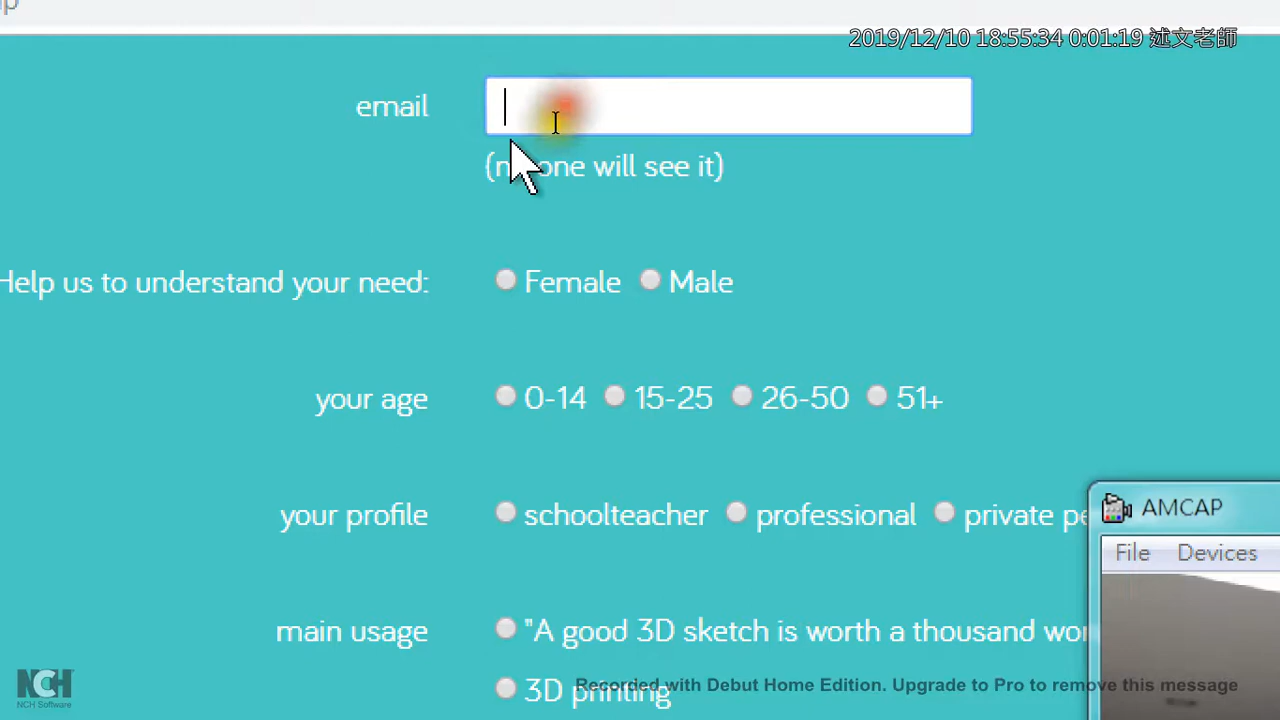 2019/12/10 18:55:34 0:01:19 述文老師
email
(no one will see it)
Help us to understand your need: Female Male
your age 0-14 15-25 26-50 51+
your profile schoolteacher professional private pe
AMCAP
File Devices
main usage "A good 3D sketch is worth a thousand wor
3D printing
NCH
NCH Software
Recorded with Debut Home Edition. Upgrade to Pro to remove this message